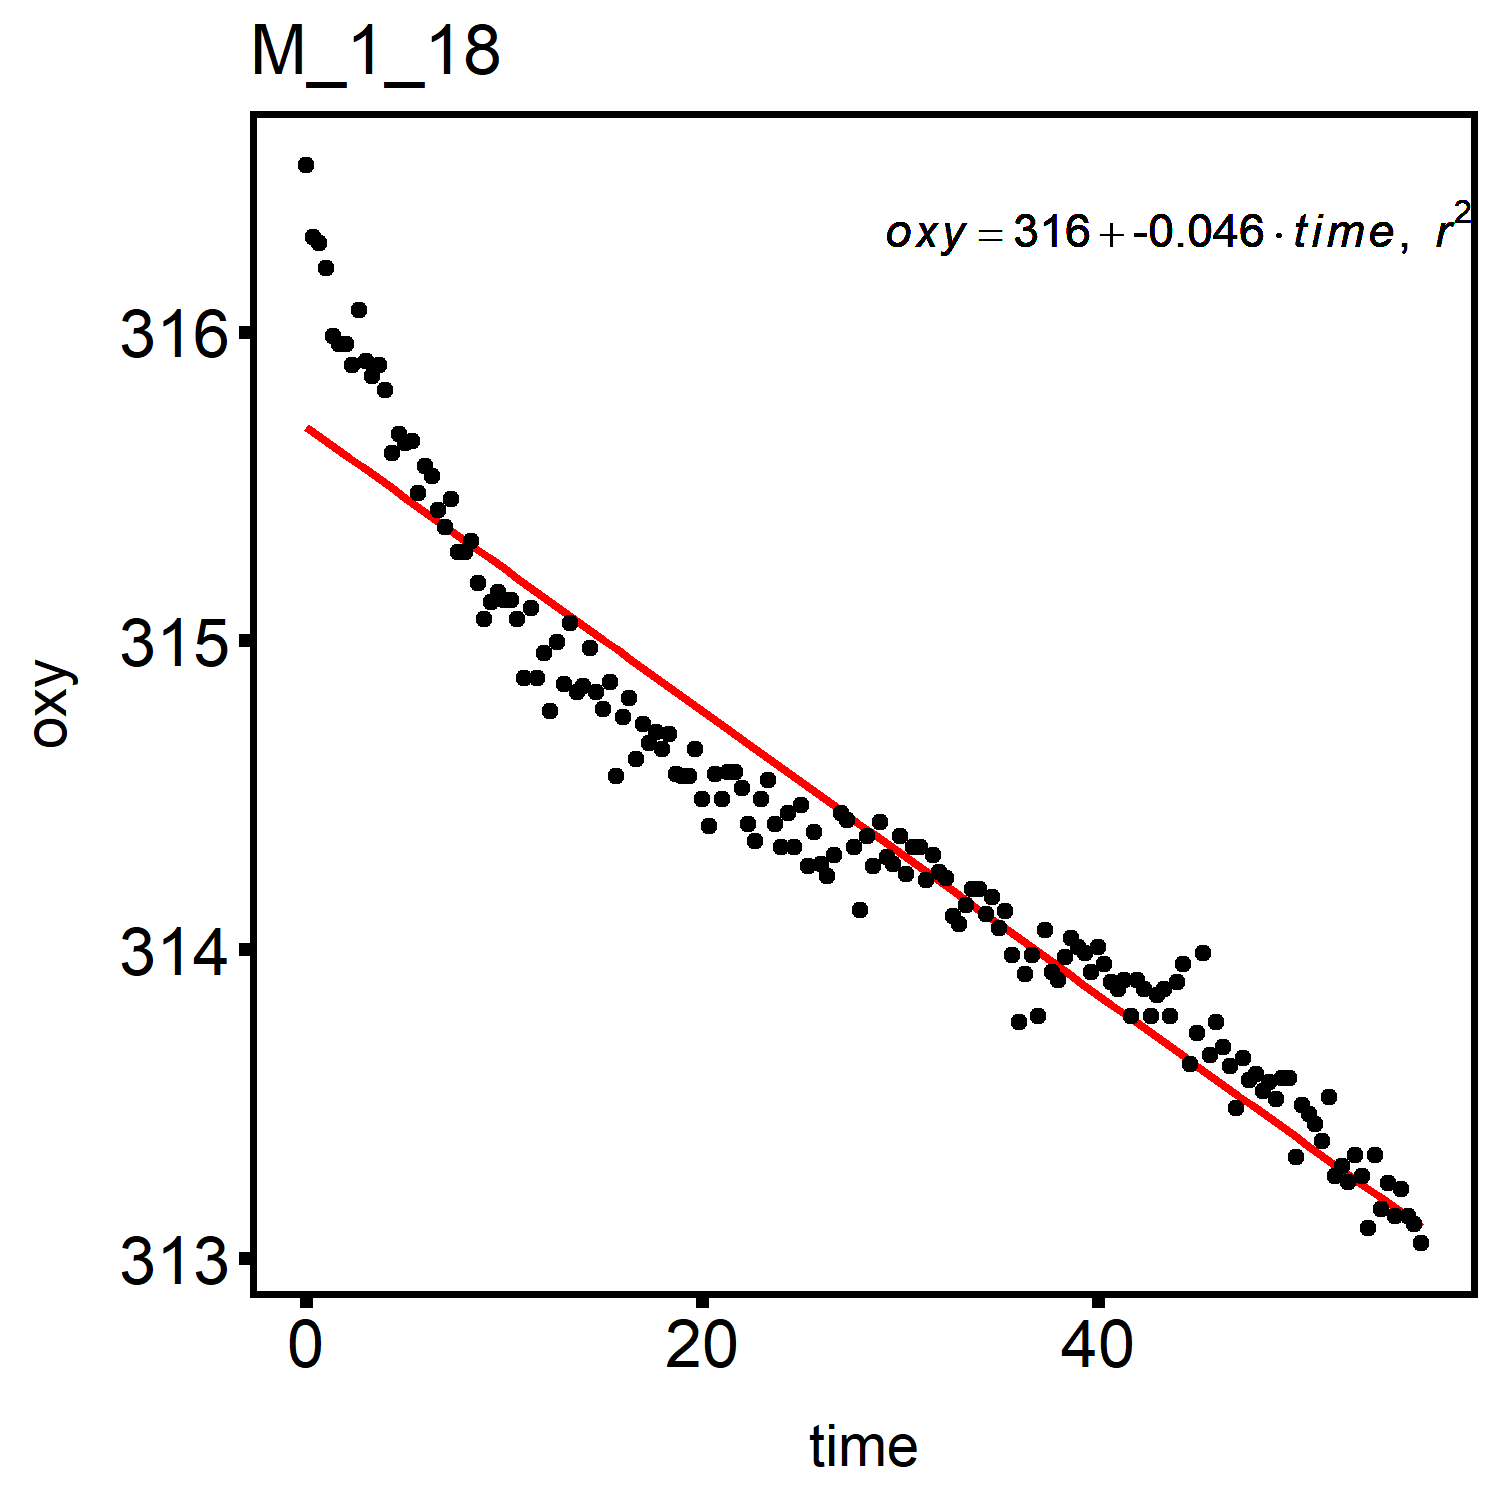 M_1_18
oxy = 316 + -0.046 · time, r²
316
315
314
313
oxy
0 20 40
time